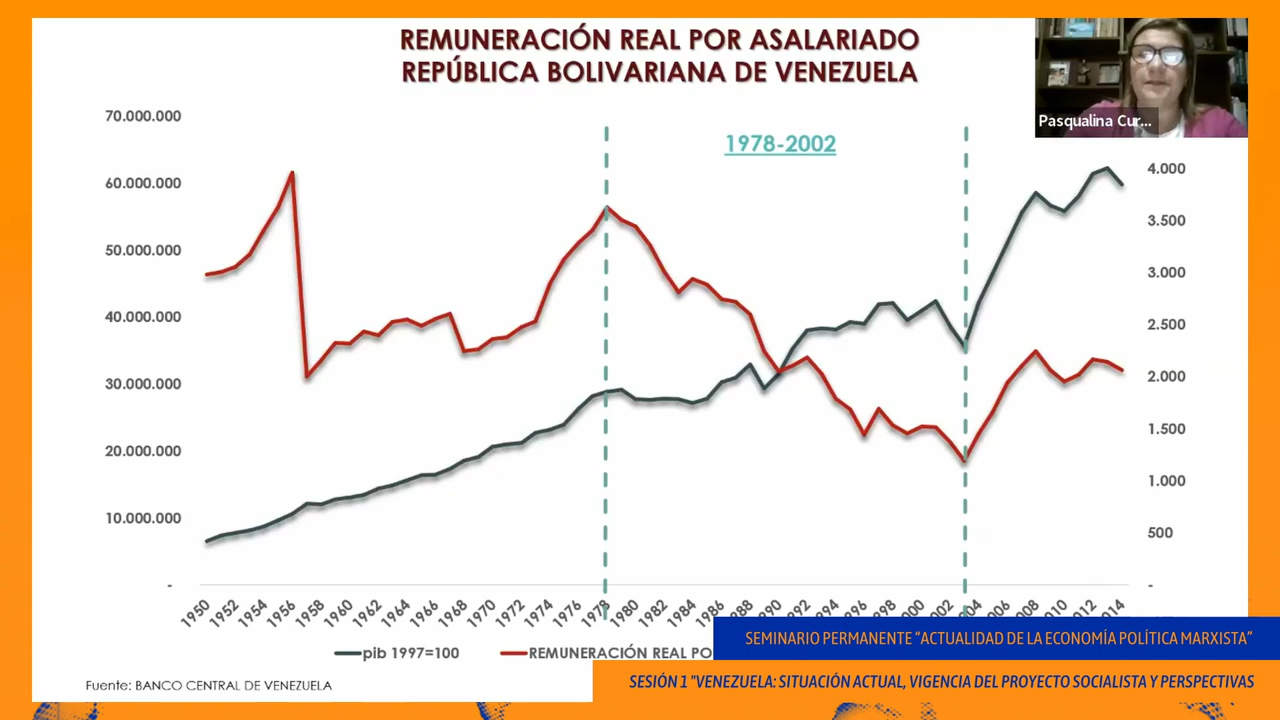 REMUNERACIÓN REAL POR ASALARIADO
REPÚBLICA BOLIVARIANA DE VENEZUELA
Pasqualina Cur...
1978-2002
70.000.000
60.000.000
50.000.000
40.000.000
30.000.000
20.000.000
10.000.000
-
4.000
3.500
3.000
2.500
2.000
1.500
1.000
500
-
1950 1952 1954 1956 1958 1960 1962 1964 1966 1968 1970 1972 1974 1976 1978 1980 1982 1984 1986 1988 1990 1992 1994 1996 1998 2000 2002 2004 2006 2008 2010 2012 2014
pib 1997=100 REMUNERACIÓN REAL PO
Fuente: BANCO CENTRAL DE VENEZUELA
SEMINARIO PERMANENTE “ACTUALIDAD DE LA ECONOMÍA POLÍTICA MARXISTA”
SESIÓN 1 "VENEZUELA: SITUACIÓN ACTUAL, VIGENCIA DEL PROYECTO SOCIALISTA Y PERSPECTIVAS